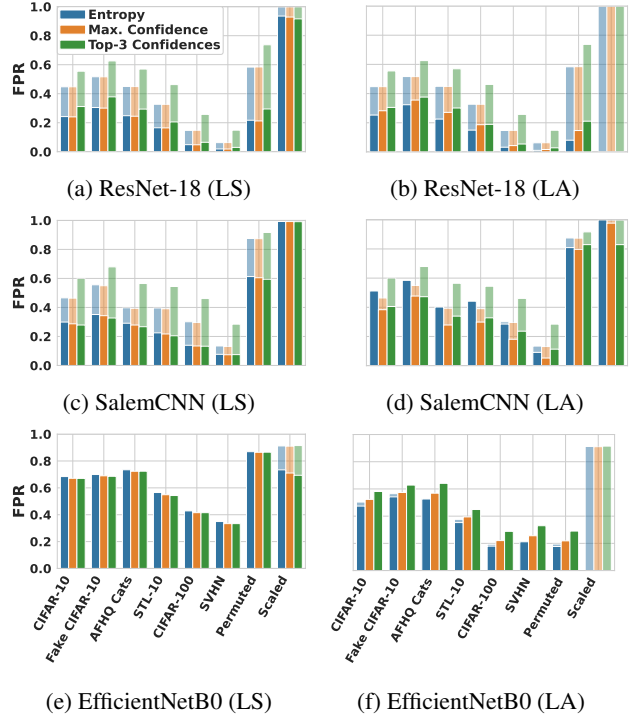 1.0
0.8
0.6
0.4
0.2
0.0
FPR
Entropy
Max. Confidence
Top-3 Confidences
(a) ResNet-18 (LS)
(b) ResNet-18 (LA)
1.0
0.8
0.6
0.4
0.2
0.0
FPR
(c) SalemCNN (LS)
(d) SalemCNN (LA)
1.0
0.8
0.6
0.4
0.2
0.0
FPR
CIFAR-10
Fake CIFAR-10
AFHQ Cats
STL-10
CIFAR-100
SVHN
Permuted
Scaled
CIFAR-10
Fake CIFAR-10
AFHQ Cats
STL-10
CIFAR-100
SVHN
Permuted
Scaled
(e) EfficientNetB0 (LS)
(f) EfficientNetB0 (LA)